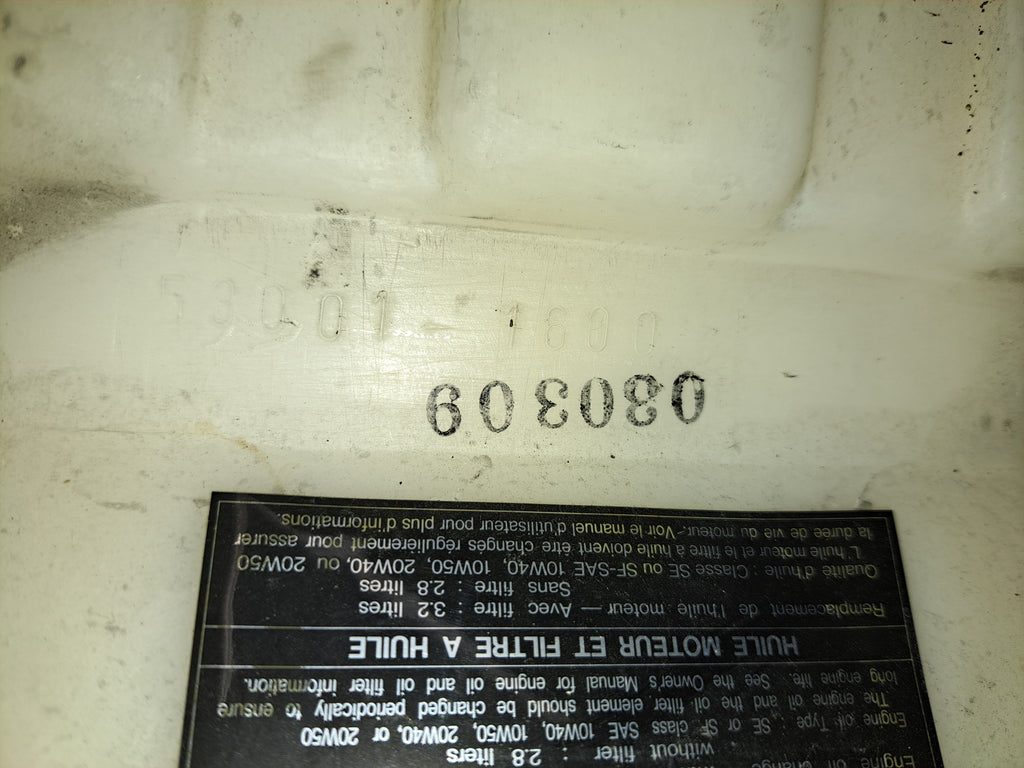 53001-1600
080306
Engine oil change
without filter : 2.8 liters
Engine oil Type : SE or SF class SAE 10W40, 10W50, 20W40, or 20W50
The engine oil and the oil filter element should be changed periodically to ensure
long engine life. See the Owner's Manual for engine oil and oil filter information.
HUILE MOTEUR ET FILTRE A HUILE
Remplacement de l'huile moteur — Avec filtre : 3.2 litres
Sans filtre : 2.8 litres
Qualité d'huile : Classe SE ou SF-SAE 10W40, 10W50, 20W40, ou 20W50
L'huile moteur et le filtre à huile doivent être changés régulièrement pour assurer
la durée de vie du moteur. Voir le manuel d'utilisateur pour plus d'informations.